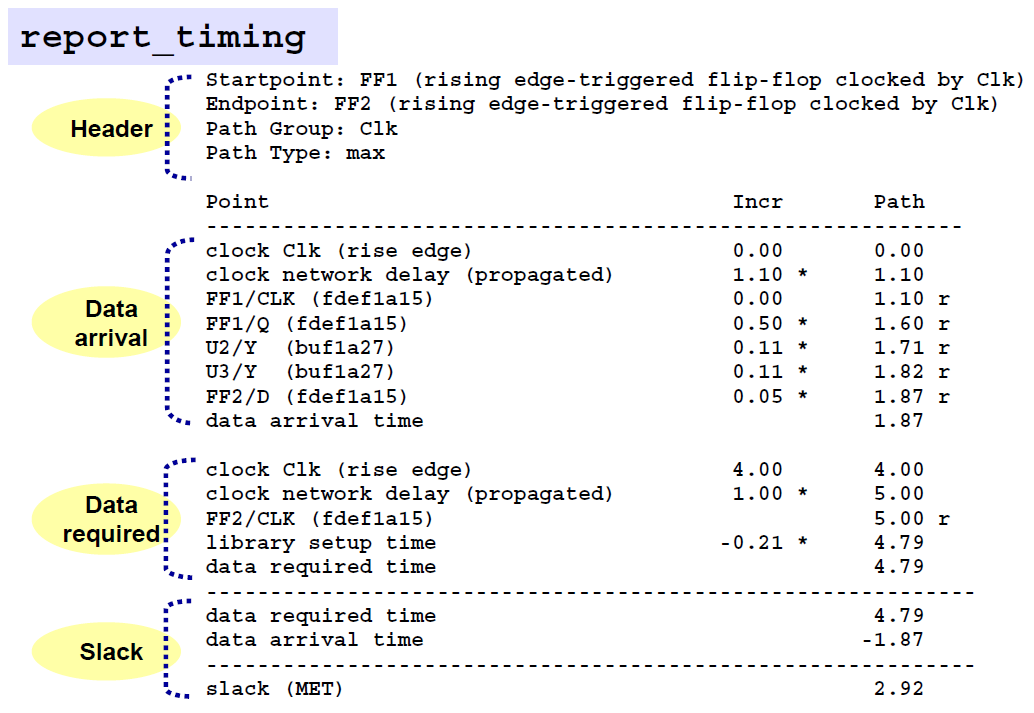 report_timing
Header
Startpoint: FF1 (rising edge-triggered flip-flop clocked by Clk)
Endpoint: FF2 (rising edge-triggered flip-flop clocked by Clk)
Path Group: Clk
Path Type: max
Point Incr Path
------------------------------------------------------------
Data arrival
clock Clk (rise edge) 0.00 0.00
clock network delay (propagated) 1.10 * 1.10
FF1/CLK (fdef1a15) 0.00 1.10 r
FF1/Q (fdef1a15) 0.50 * 1.60 r
U2/Y (buf1a27) 0.11 * 1.71 r
U3/Y (buf1a27) 0.11 * 1.82 r
FF2/D (fdef1a15) 0.05 * 1.87 r
data arrival time 1.87
Data required
clock Clk (rise edge) 4.00 4.00
clock network delay (propagated) 1.00 * 5.00
FF2/CLK (fdef1a15) 5.00 r
library setup time -0.21 * 4.79
data required time 4.79
------------------------------------------------------------
Slack
data required time 4.79
data arrival time -1.87
------------------------------------------------------------
slack (MET) 2.92